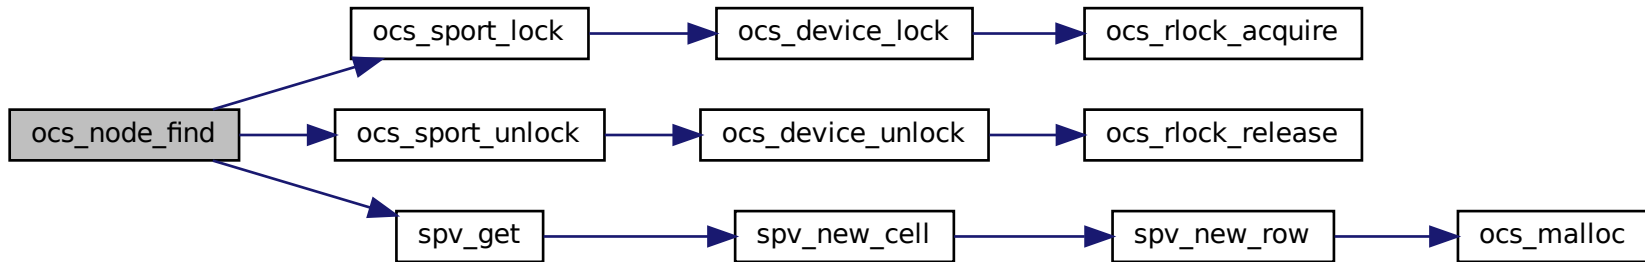 ocs_sport_lock
ocs_device_lock
ocs_rlock_acquire
ocs_node_find
ocs_sport_unlock
ocs_device_unlock
ocs_rlock_release
spv_get
spv_new_cell
spv_new_row
ocs_malloc